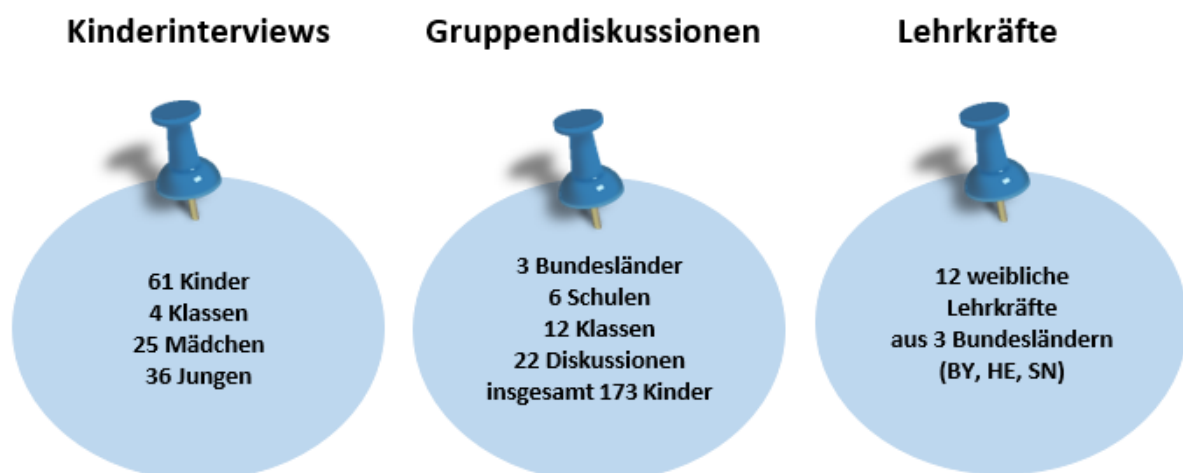 Kinderinterviews
61 Kinder
4 Klassen
25 Mädchen
36 Jungen
Gruppendiskussionen
3 Bundesländer
6 Schulen
12 Klassen
22 Diskussionen
insgesamt 173 Kinder
Lehrkräfte
12 weibliche
Lehrkräfte
aus 3 Bundesländern
(BY, HE, SN)